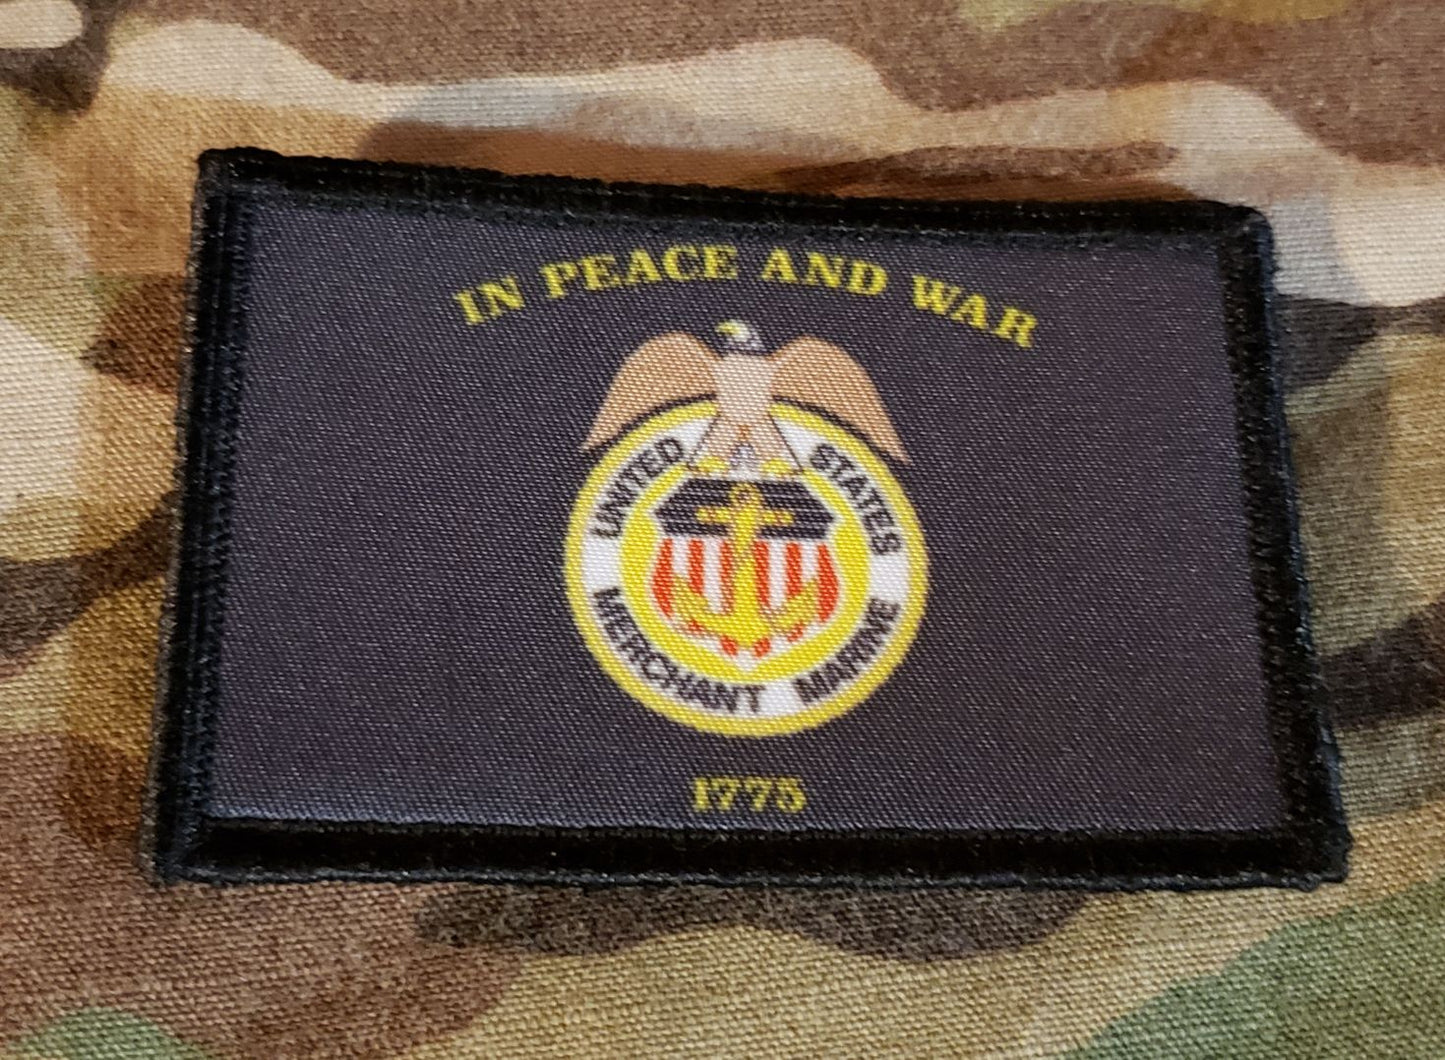 IN PEACE AND WAR
UNITED STATES
MERCHANT MARINE
1775